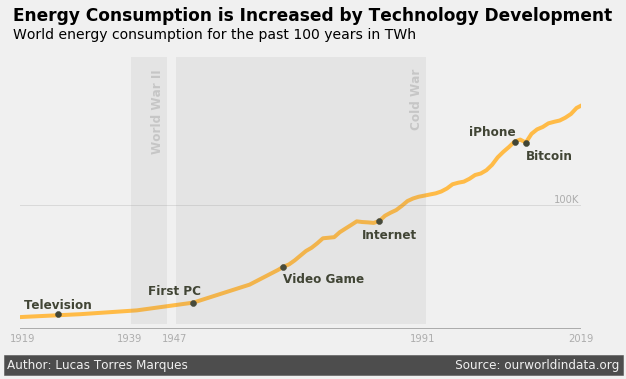 Energy Consumption is Increased by Technology Development
World energy consumption for the past 100 years in TWh
World War II
Cold War
iPhone
Bitcoin
100K
Internet
Video Game
First PC
Television
1919 1939 1947 1991 2019
Author: Lucas Torres Marques Source: ourworldindata.org